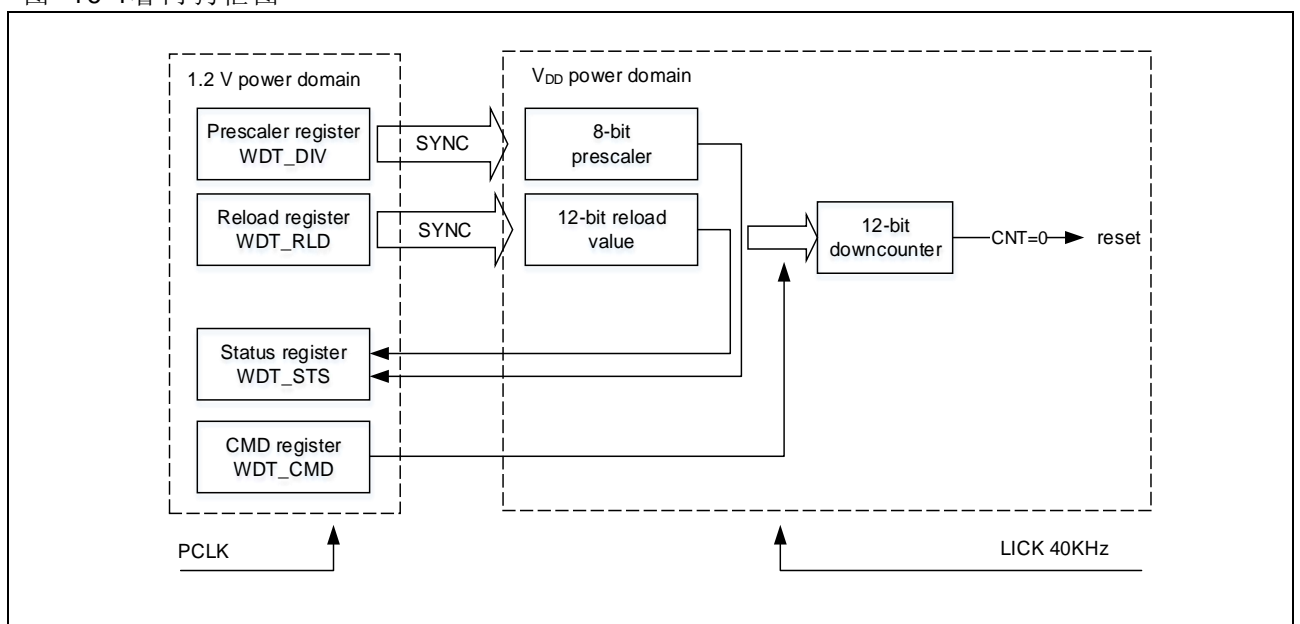 1.2 V power domain
V_DD power domain
Prescaler register
WDT_DIV
SYNC
8-bit
prescaler
Reload register
WDT_RLD
SYNC
12-bit reload
value
12-bit
downcounter
CNT=0
reset
Status register
WDT_STS
CMD register
WDT_CMD
PCLK
LICK 40KHz